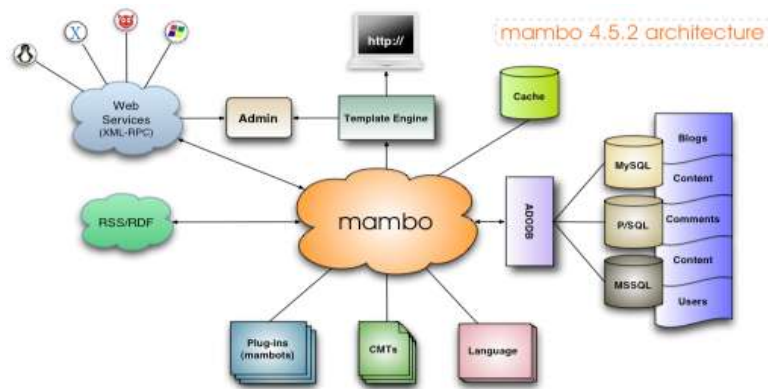 http://
mambo 4.5.2 architecture
X
Web
Services
(XML-RPC)
Admin
Template Engine
Cache
Blogs
MySQL
Content
RSS/RDF
mambo
ADODB
P/SQL
Comments
Content
MSSQL
Users
Plug-ins
(mambots)
CMTs
Language